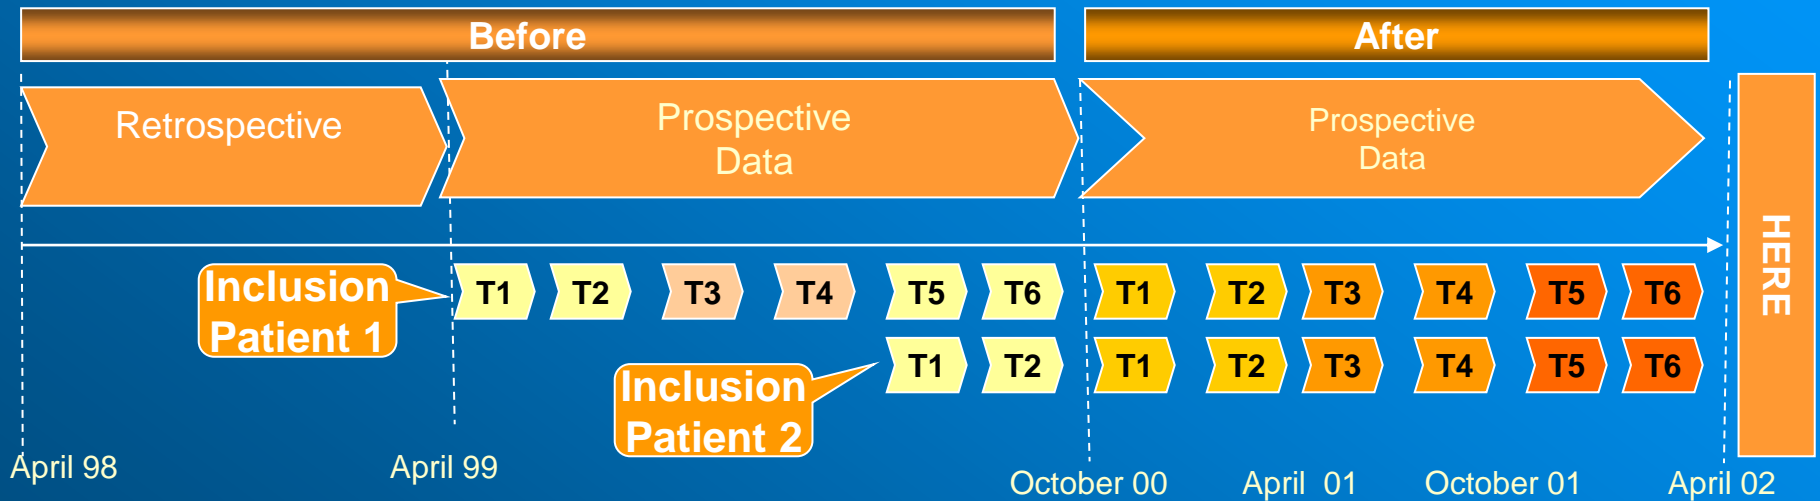 Before
After
Retrospective
Prospective
Data
Prospective
Data
HERE
Inclusion
Patient 1
T1 T2 T3 T4 T5 T6 T1 T2 T3 T4 T5 T6
Inclusion
Patient 2
T1 T2 T1 T2 T3 T4 T5 T6
April 98
April 99
October 00
April 01
October 01
April 02